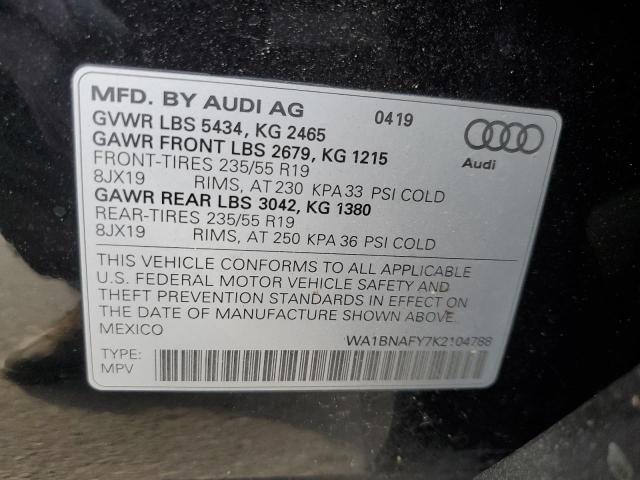 MFD. BY AUDI AG 0419
GVWR LBS 5434, KG 2465
GAWR FRONT LBS 2679, KG 1215
Audi
FRONT-TIRES 235/55 R19
8JX19 RIMS, AT 230 KPA 33 PSI COLD
GAWR REAR LBS 3042, KG 1380
REAR-TIRES 235/55 R19
8JX19 RIMS, AT 250 KPA 36 PSI COLD
THIS VEHICLE CONFORMS TO ALL APPLICABLE
U.S. FEDERAL MOTOR VEHICLE SAFETY AND
THEFT PREVENTION STANDARDS IN EFFECT ON
THE DATE OF MANUFACTURE SHOWN ABOVE.
MEXICO
WA1BNAFY7K2104788
TYPE:
MPV